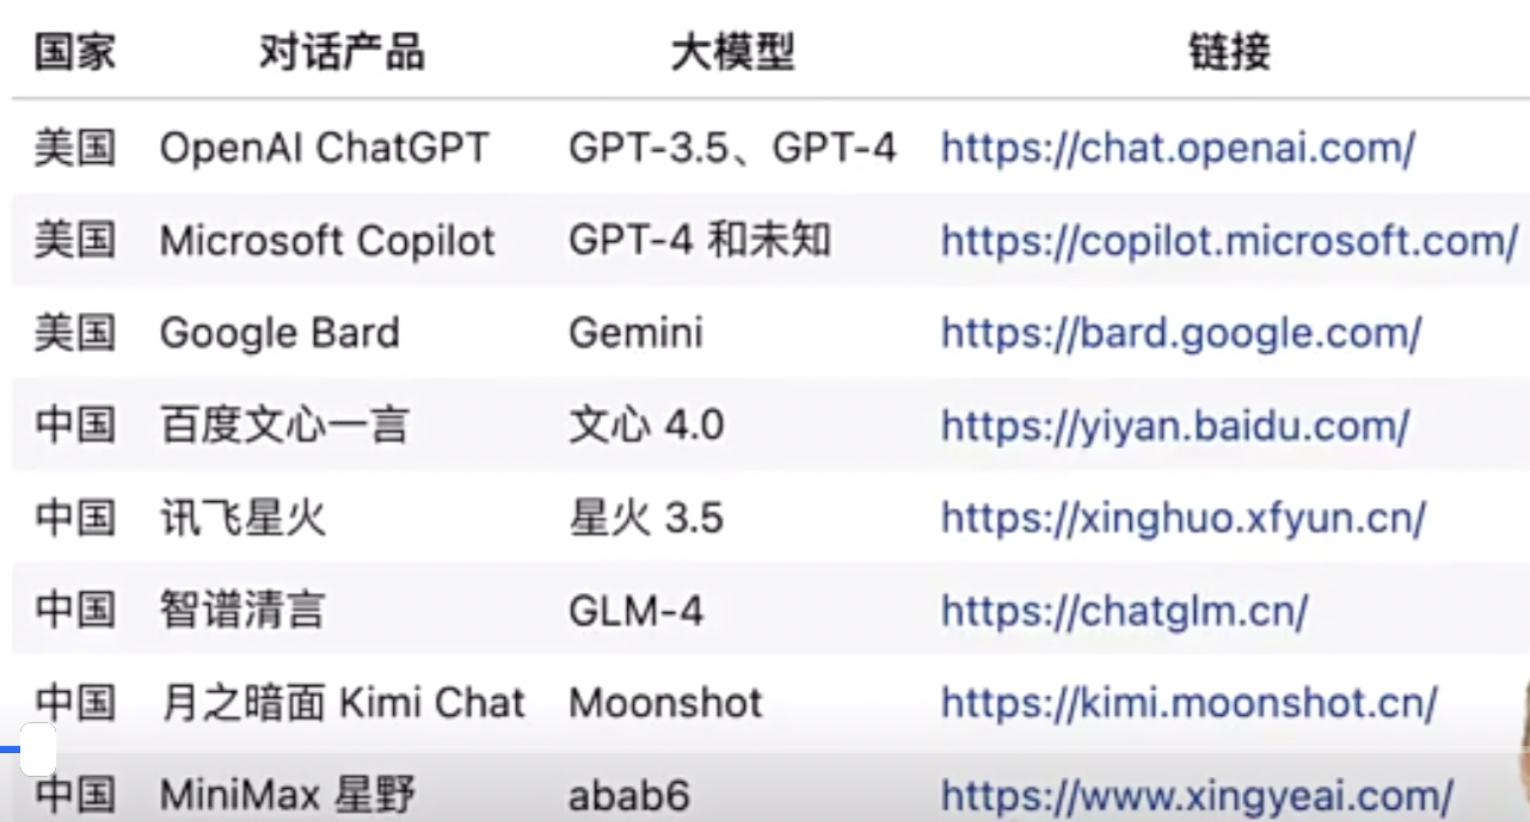 国家 对话产品 大模型 链接
美国 OpenAI ChatGPT GPT-3.5、GPT-4 https://chat.openai.com/
美国 Microsoft Copilot GPT-4 和未知 https://copilot.microsoft.com/
美国 Google Bard Gemini https://bard.google.com/
中国 百度文心一言 文心 4.0 https://yiyan.baidu.com/
中国 讯飞星火 星火 3.5 https://xinghuo.xfyun.cn/
中国 智谱清言 GLM-4 https://chatglm.cn/
中国 月之暗面 Kimi Chat Moonshot https://kimi.moonshot.cn/
中国 MiniMax 星野 abab6 https://www.xingyeai.com/